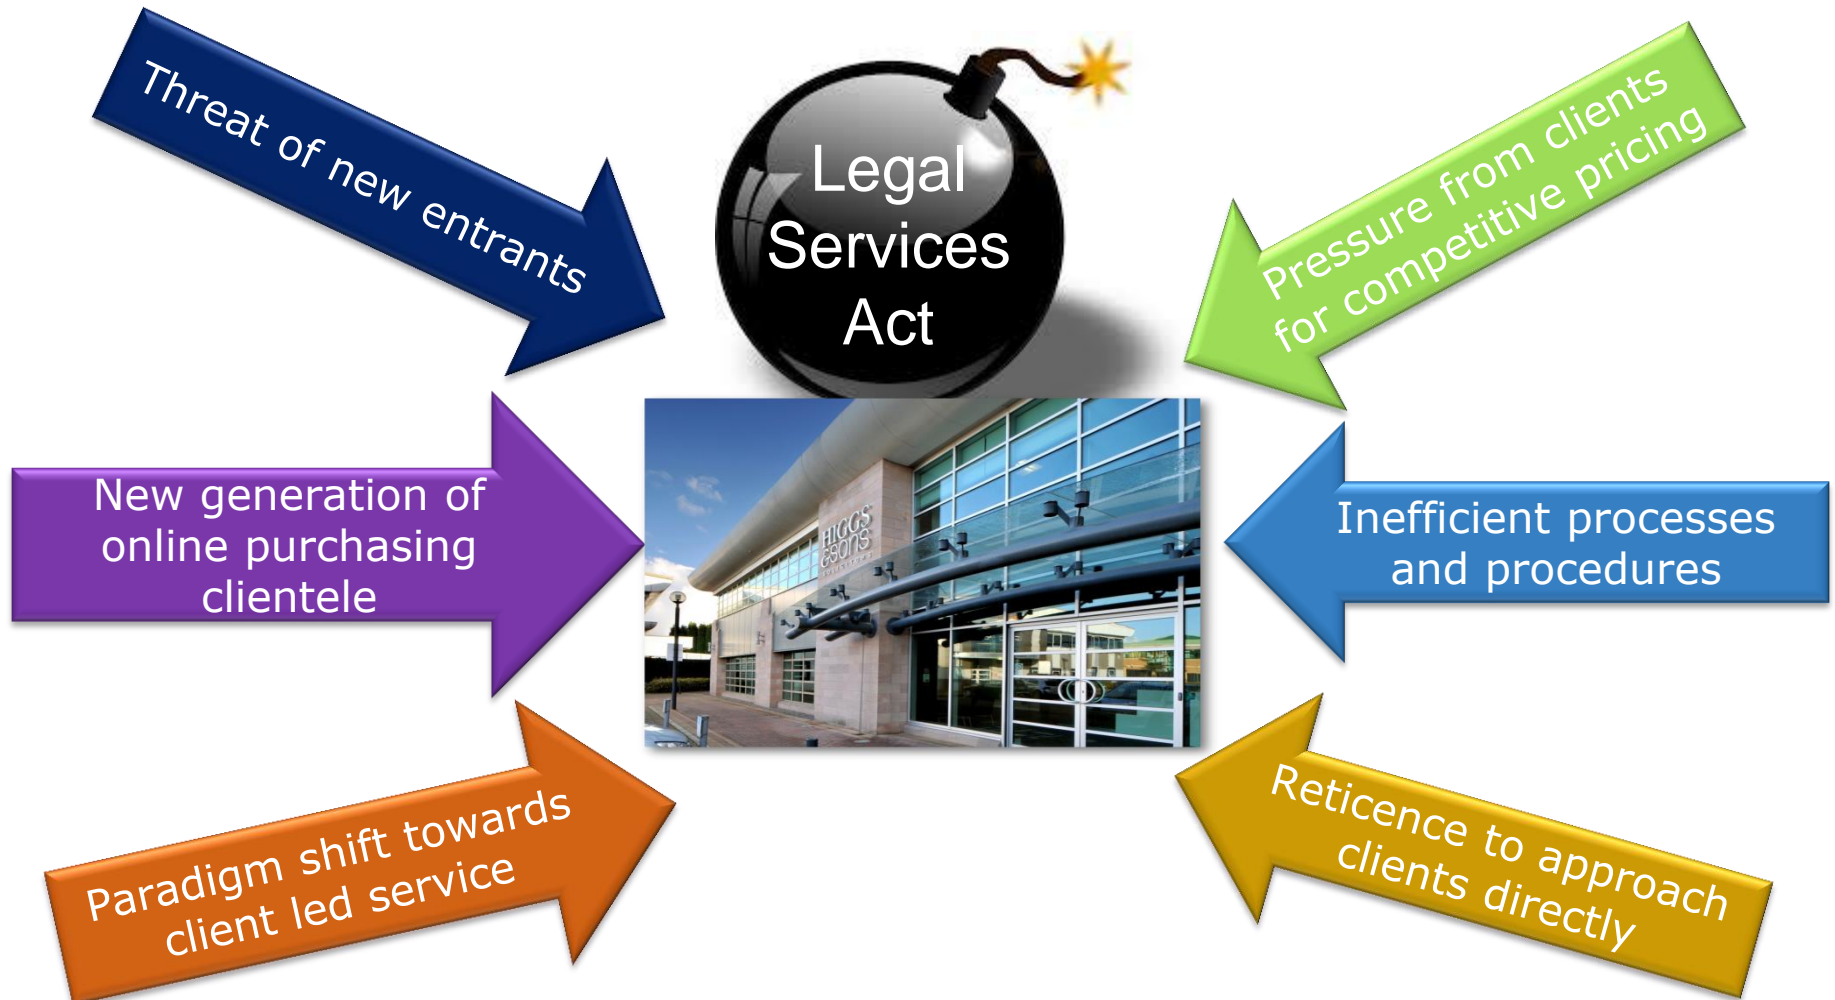 Threat of new entrants
Legal
Services
Act
Pressure from clients
for competitive pricing
New generation of
online purchasing
clientele
HIGGS
&SONS
Inefficient processes
and procedures
Paradigm shift towards
client led service
Reticence to approach
clients directly